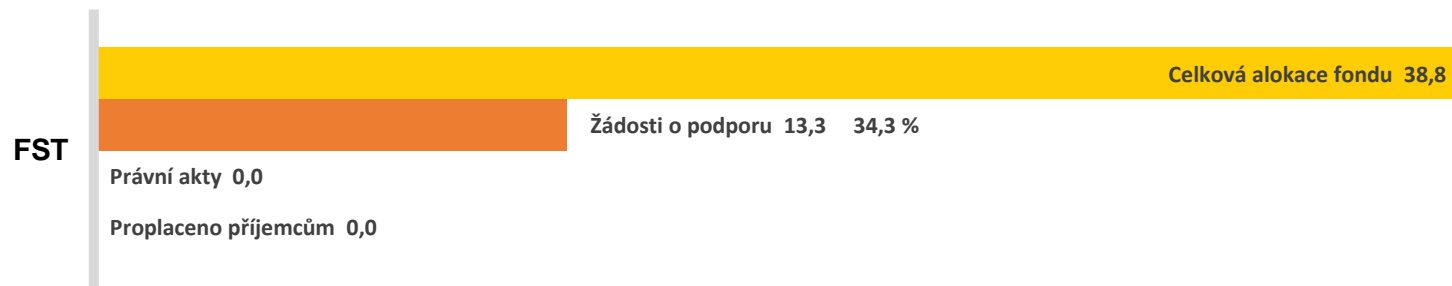 Celková alokace fondu 38,8
Žádosti o podporu 13,3 34,3 %
FST
Právní akty 0,0
Proplaceno příjemcům 0,0